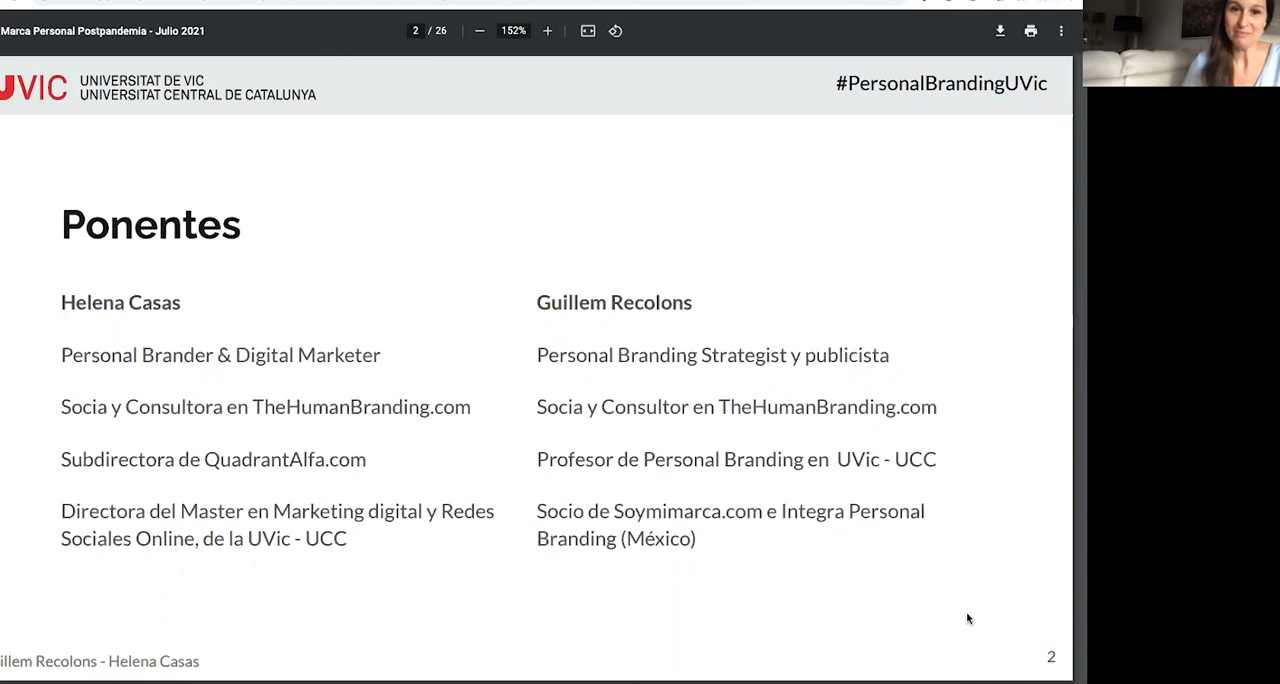 Marca Personal Postpandemia - Julio 2021
2 / 26
152%
UVIC
UNIVERSITAT DE VIC
UNIVERSITAT CENTRAL DE CATALUNYA
#PersonalBrandingUVic
Ponentes
Helena Casas
Personal Brander & Digital Marketer
Socia y Consultora en TheHumanBranding.com
Subdirectora de QuadrantAlfa.com
Directora del Master en Marketing digital y Redes
Sociales Online, de la UVic - UCC
Guillem Recolons
Personal Branding Strategist y publicista
Socia y Consultor en TheHumanBranding.com
Profesor de Personal Branding en UVic - UCC
Socio de Soymimarca.com e Integra Personal
Branding (México)
illem Recolons - Helena Casas
2